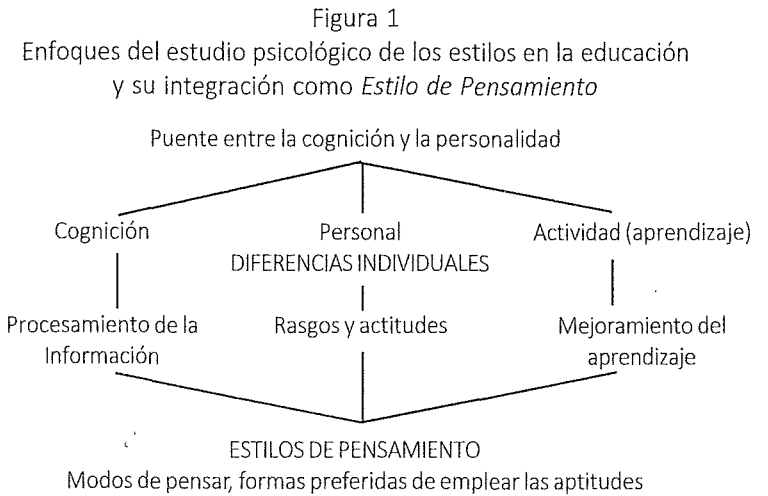 Figura 1
Enfoques del estudio psicológico de los estilos en la educación
y su integración como Estilo de Pensamiento
Puente entre la cognición y la personalidad
Cognición
Personal
Actividad (aprendizaje)
DIFERENCIAS INDIVIDUALES
Procesamiento de la
Información
Rasgos y actitudes
Mejoramiento del
aprendizaje
ESTILOS DE PENSAMIENTO
Modos de pensar, formas preferidas de emplear las aptitudes